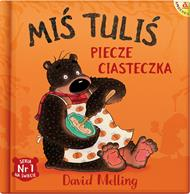 MIŚ TULIŚ
PIECZE
CIASTECZKA
SERIA
Nr 1
NA ŚWIECIE
David Melling